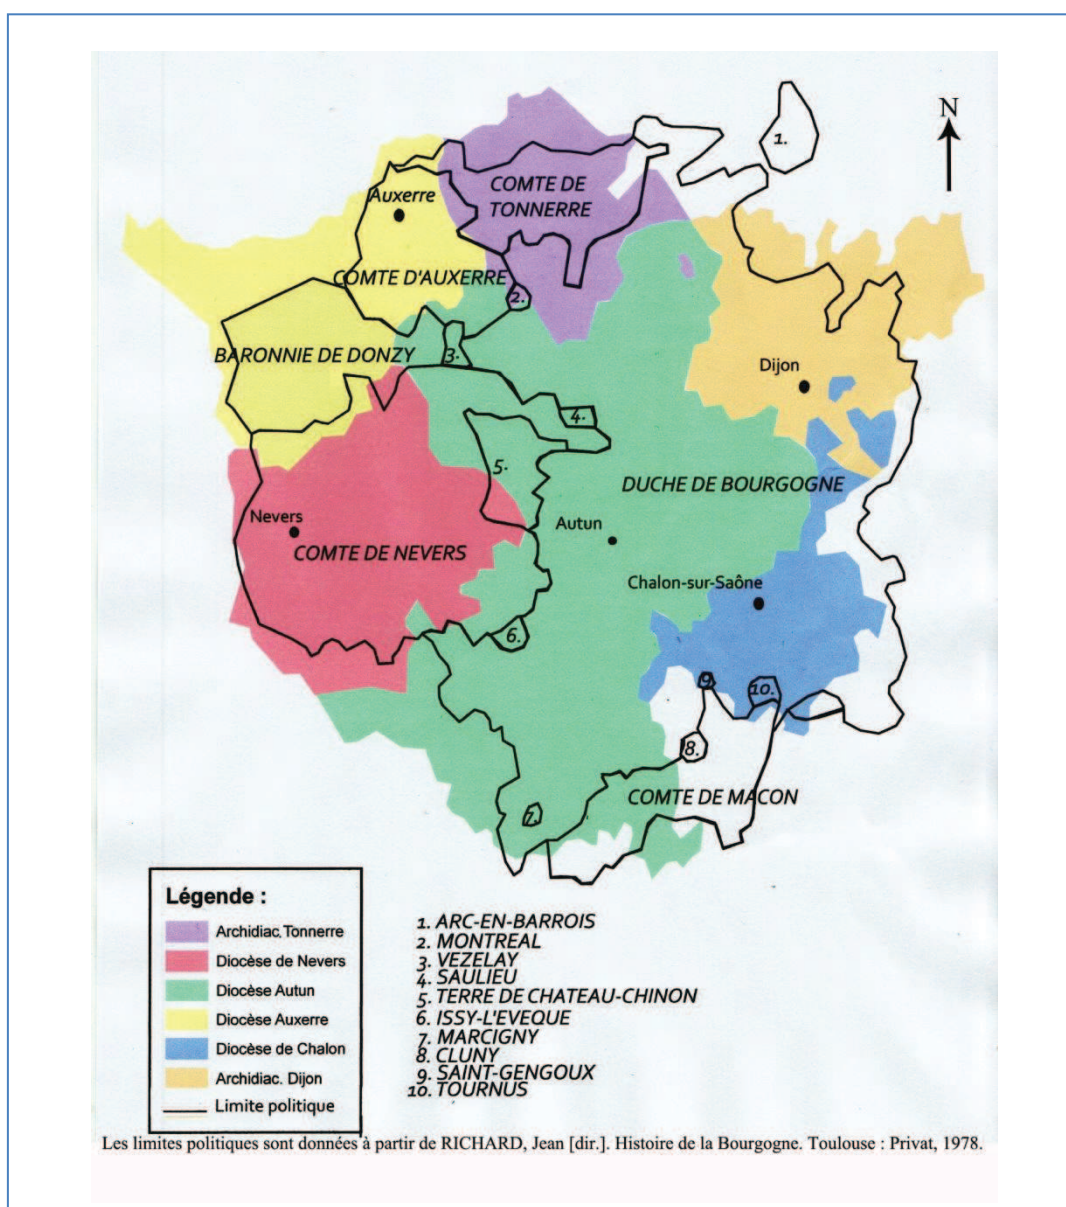 N
1.
COMTE DE
TONNERRE
Auxerre
COMTE D'AUXERRE
2.
BARONNIE DE DONZY
3.
Dijon
4.
5.
DUCHE DE BOURGOGNE
Nevers
Autun
COMTE DE NEVERS
Chalon-sur-Saône
6.
9
10.
8.
COMTE DE MACON
7.
Légende :
Archidiac. Tonnerre
Diocèse de Nevers
Diocèse Autun
Diocèse Auxerre
Diocèse de Chalon
Archidiac. Dijon
Limite politique
1. ARC-EN-BARROIS
2. MONTREAL
3. VEZELAY
4. SAULIEU
5. TERRE DE CHATEAU-CHINON
6. ISSY-L'EVEQUE
7. MARCIGNY
8. CLUNY
9. SAINT-GENGOUX
10. TOURNUS
Les limites politiques sont données à partir de RICHARD, Jean [dir.]. Histoire de la Bourgogne. Toulouse : Privat, 1978.